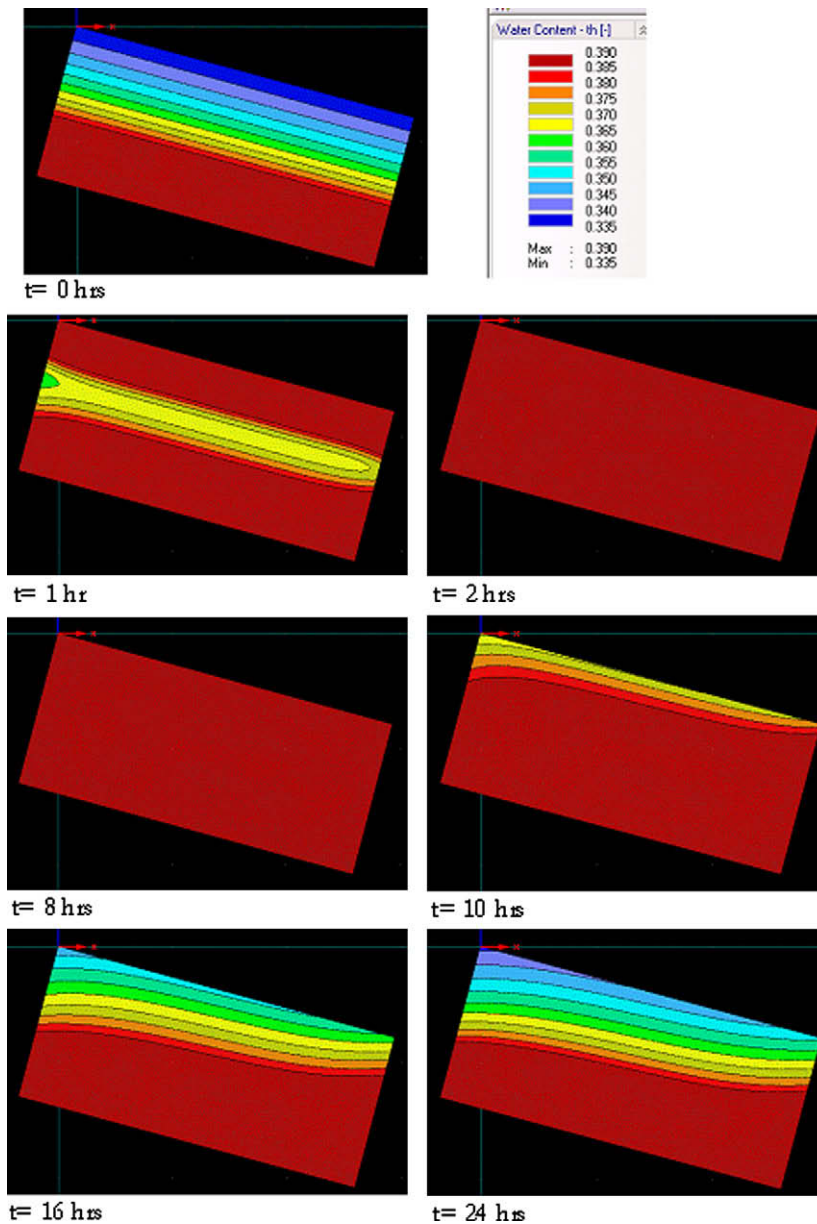 Water Content - th [-]
0.390
0.385
0.380
0.375
0.370
0.365
0.360
0.355
0.350
0.345
0.340
0.335
Max : 0.390
Min : 0.335
x
t= 0 hrs
x
x
t= 1 hr
t= 2 hrs
x
x
t= 8 hrs
t= 10 hrs
x
x
t= 16 hrs
t= 24 hrs